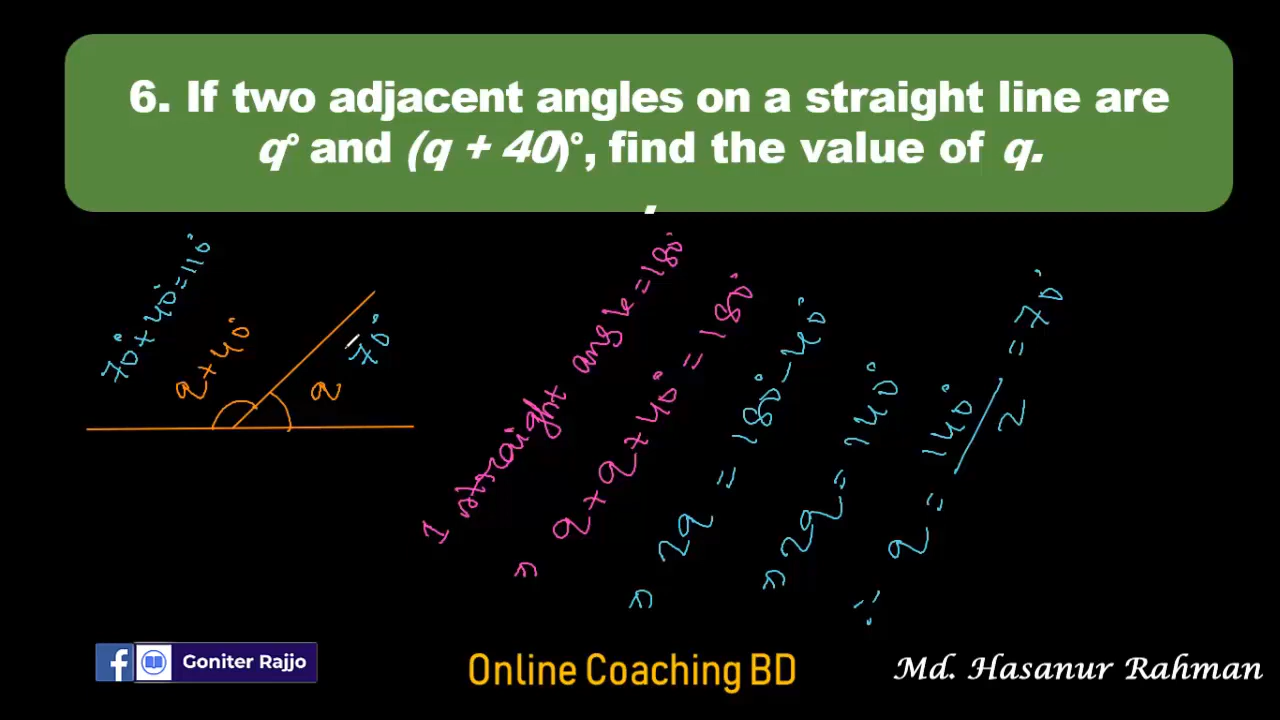 6. If two adjacent angles on a straight line are
q° and (q + 40)°, find the value of q.
.
70° + 40° = 110°
q + 40°
q
70°
1 straight angle = 180°
⇒ q + q + 40° = 180°
⇒ 2q = 180° - 40°
⇒ 2q = 140°
∴ q = 140° / 2 = 70°
Goniter Rajjo
Online Coaching BD
Md. Hasanur Rahman